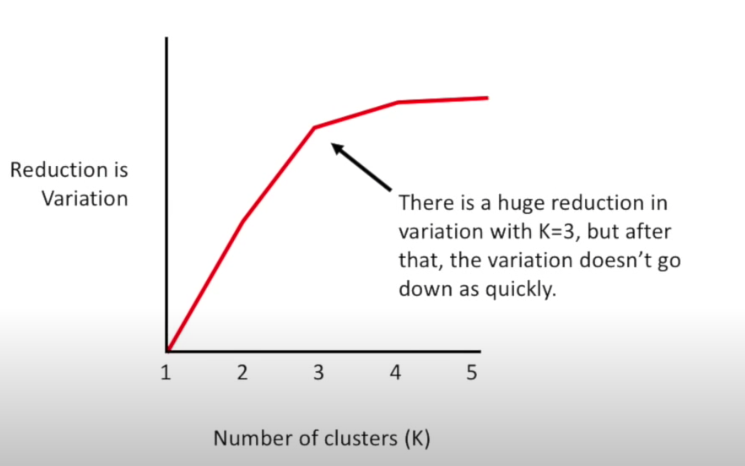 Reduction is
Variation
There is a huge reduction in
variation with K=3, but after
that, the variation doesn't go
down as quickly.
1 2 3 4 5
Number of clusters (K)